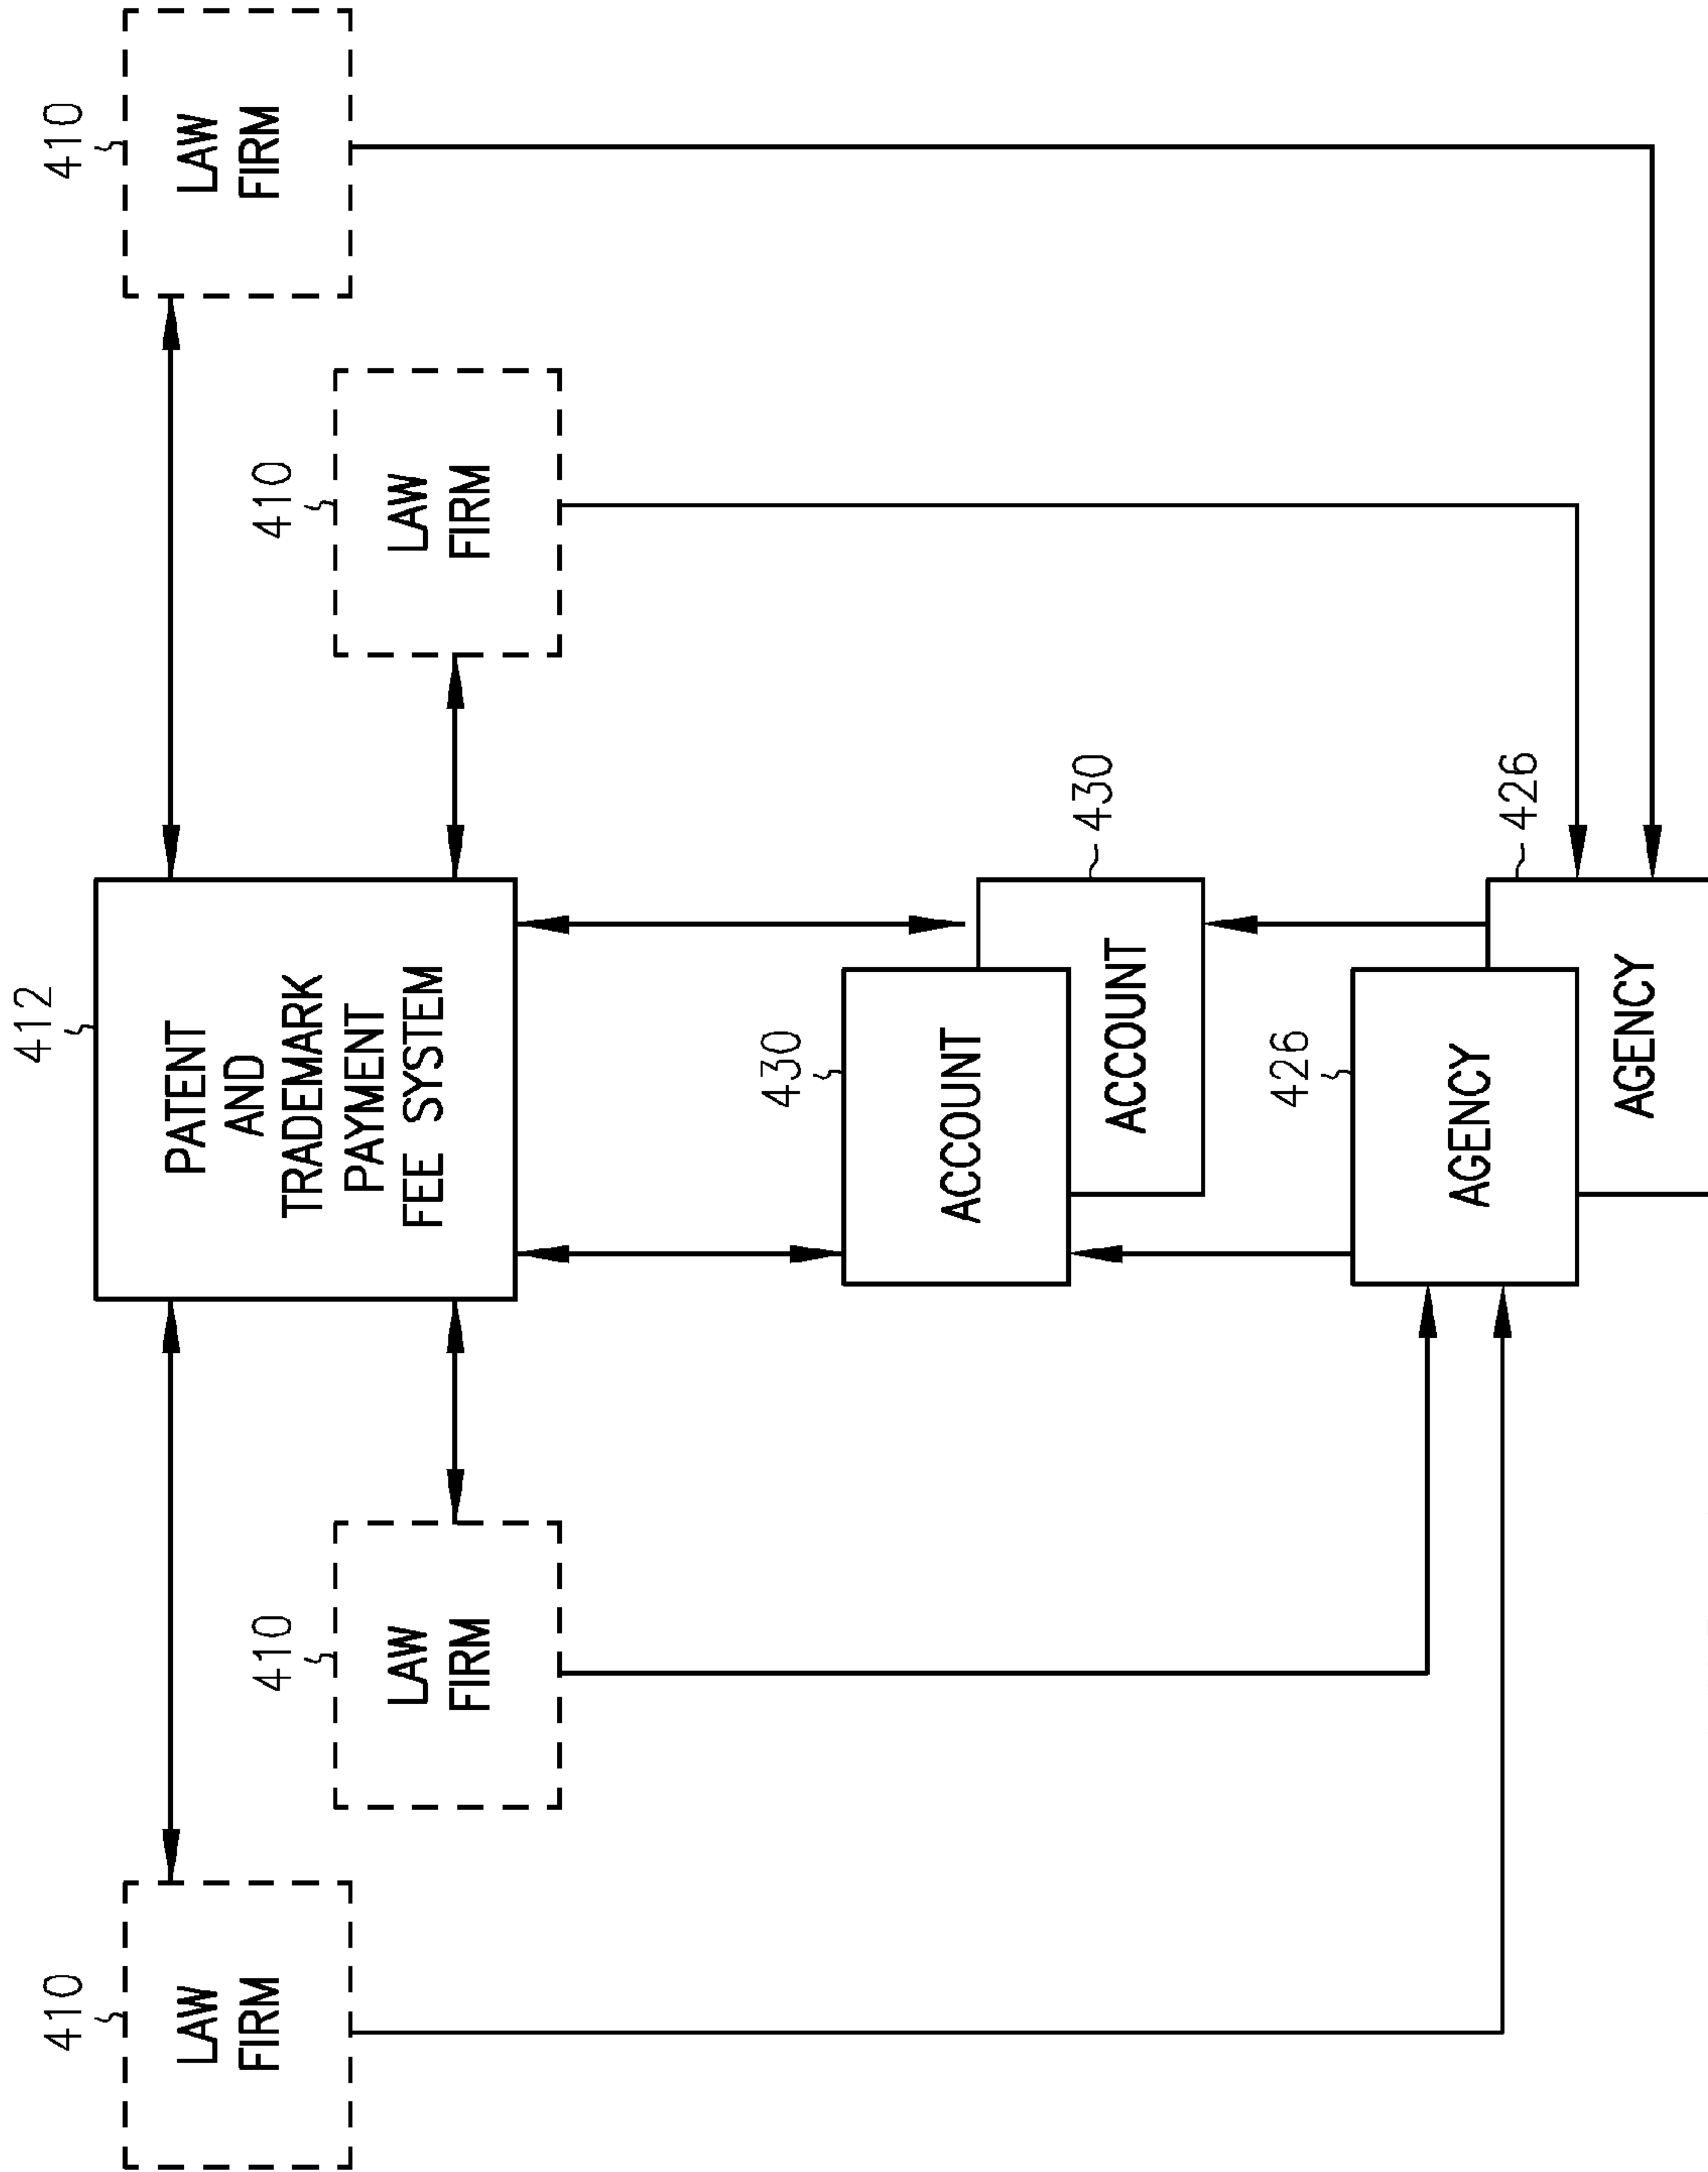 410
LAW
FIRM
410
LAW
FIRM
412
PATENT
AND
TRADEMARK
PAYMENT
FEE SYSTEM
410
LAW
FIRM
410
LAW
FIRM
430
ACCOUNT
430
ACCOUNT
426
AGENCY
426
AGENCY